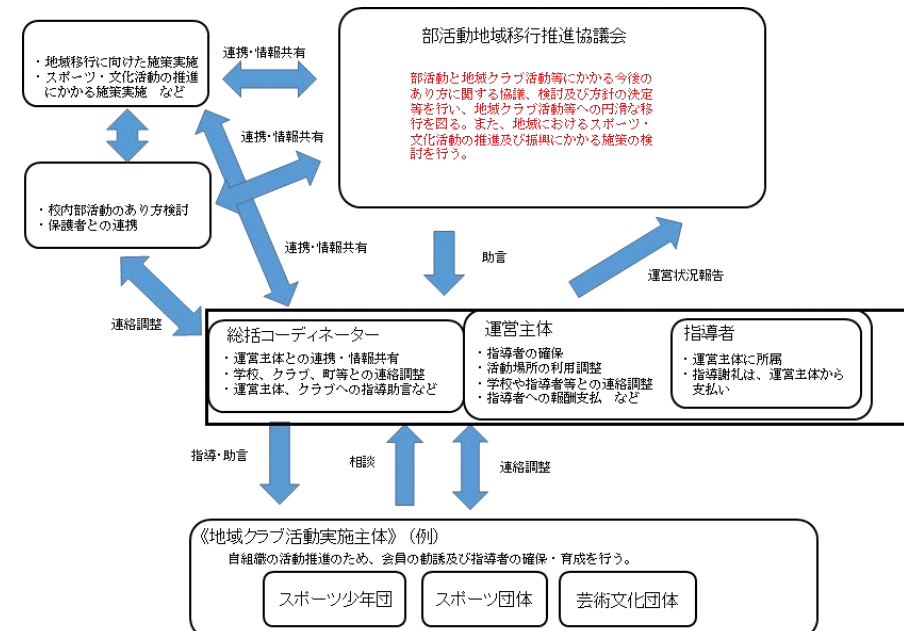 部活動地域移行推進協議会
部活動と地域クラブ活動等にかかる今後の
あり方に関する協議、検討及び方針の決定
等を行い、地域クラブ活動等への円滑な移
行を図る。また、地域におけるスポーツ・
文化活動の推進及び振興にかかる施策の検
討を行う。
・地域移行に向けた施策実施
・スポーツ・文化活動の推進
にかかる施策実施 など
連携・情報共有
連携・情報共有
・校内部活動のあり方検討
・保護者との連携
連携・情報共有
助言
運営状況報告
連絡調整
総括コーディネーター
・運営主体との連携・情報共有
・学校、クラブ、町等との連絡調整
・運営主体、クラブへの指導助言など
運営主体
・指導者の確保
・活動場所の利用調整
・学校や指導者等との連絡調整
・指導者への報酬支払 など
指導者
・運営主体に所属
・指導謝礼は、運営主体から
支払い
指導・助言
相談
連絡調整
《地域クラブ活動実施主体》（例）
自組織の活動推進のため、会員の勧誘及び指導者の確保・育成を行う。
スポーツ少年団
スポーツ団体
芸術文化団体